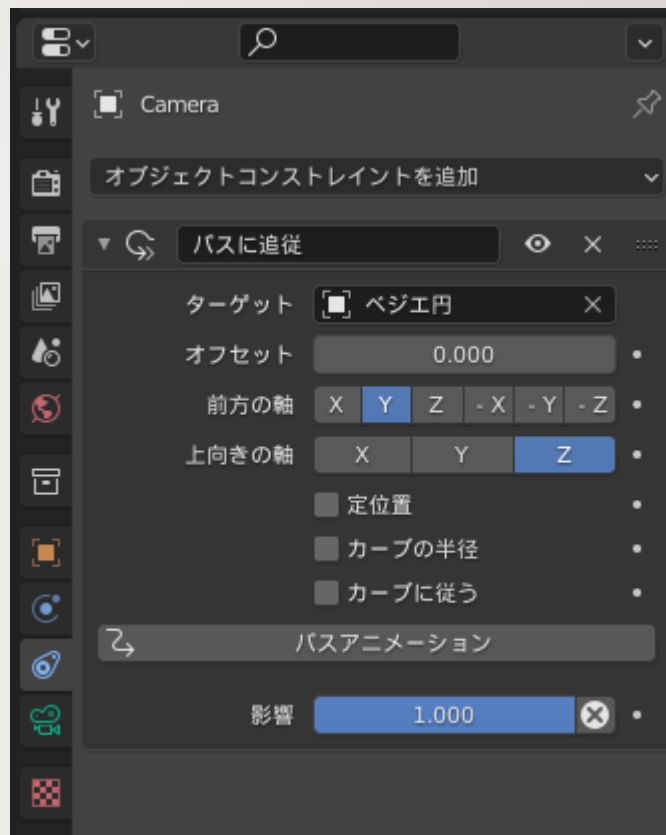 Camera
オブジェクトコンストレイントを追加
パスに追従
ターゲット ベジエ円
オフセット 0.000
前方の軸 X Y Z -X -Y -Z
上向きの軸 X Y Z
定位置
カーブの半径
カーブに従う
パスアニメーション
影響 1.000